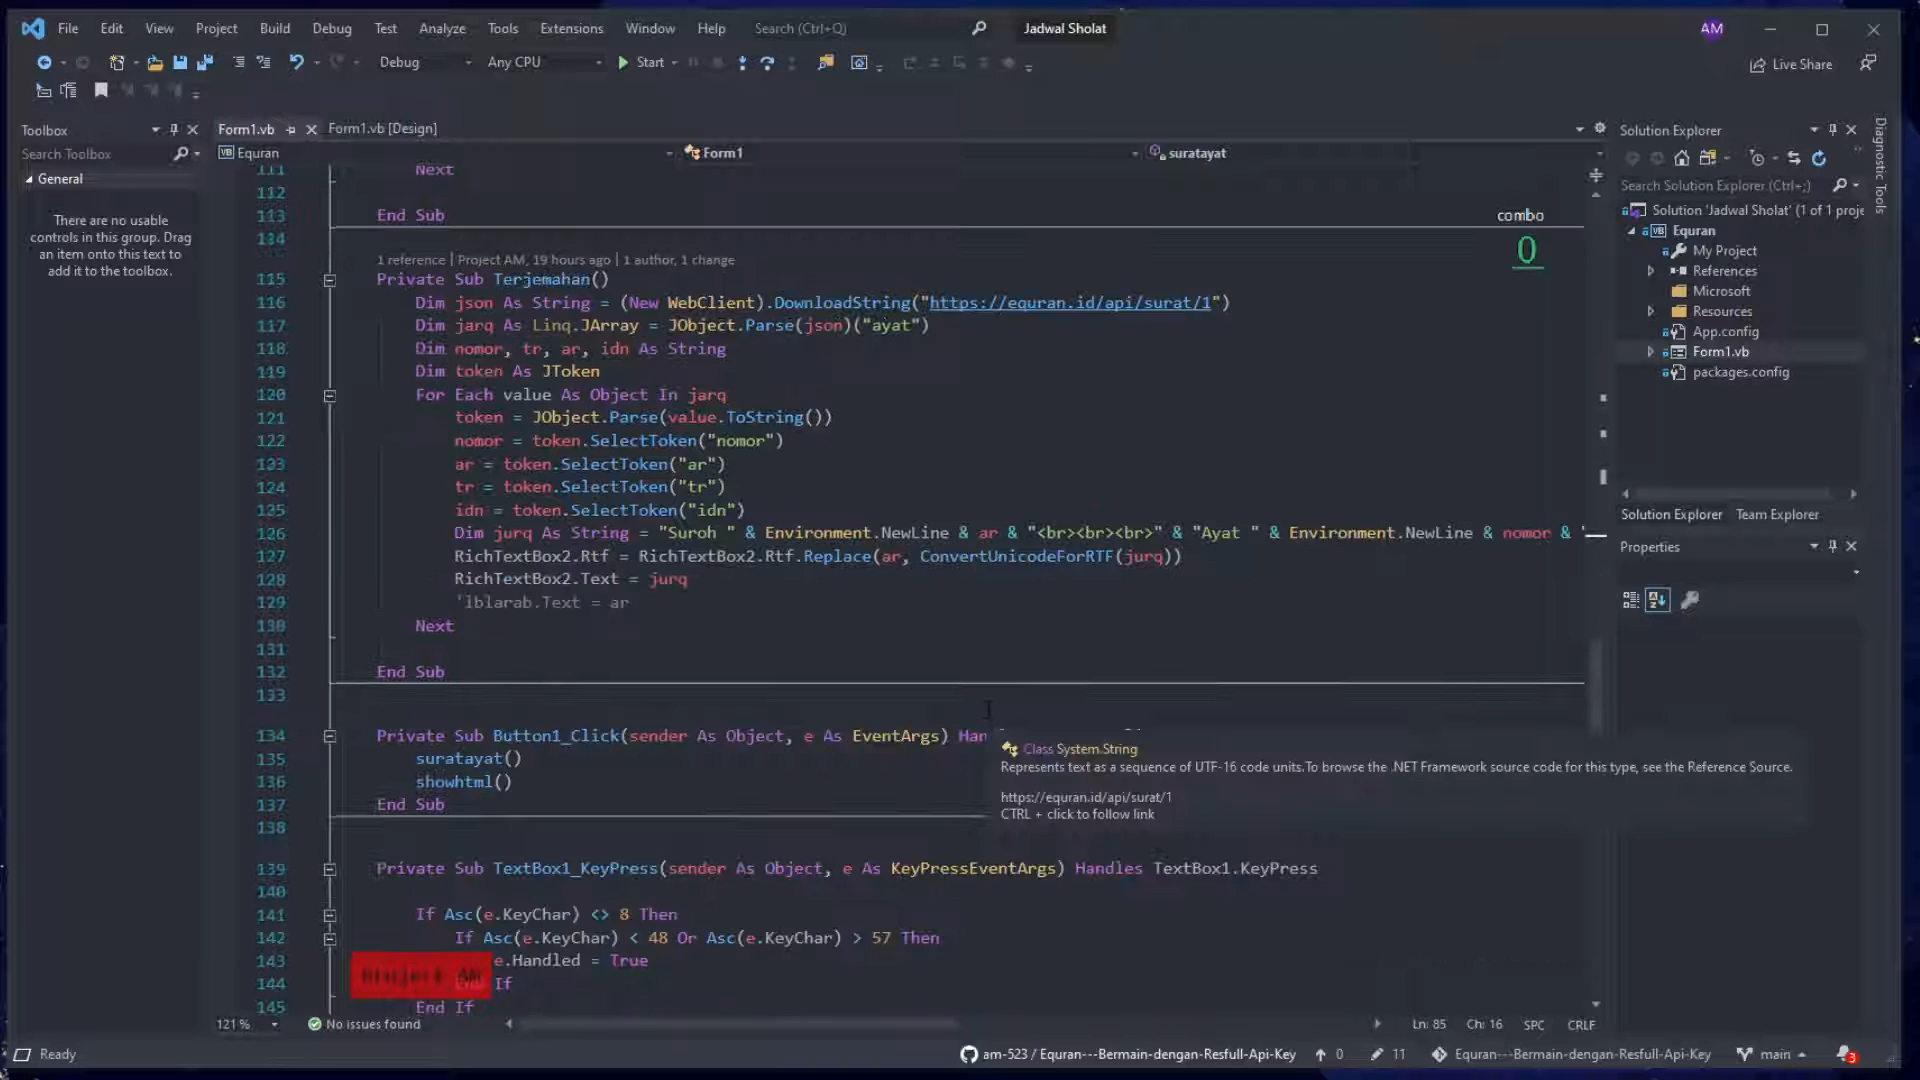 File Edit View Project Build Debug Test Analyze Tools Extensions Window Help Search (Ctrl+Q) Jadwal Sholat AM
Debug Any CPU Start Live Share
Toolbox
Search Toolbox
General
There are no usable
controls in this group. Drag
an item onto this text to
add it to the toolbox.
Form1.vb Form1.vb [Design]
VB Equran Form1 suratayat
111 Next
112
113 End Sub
114
combo
0
1 reference | Project AM, 19 hours ago | 1 author, 1 change
115 Private Sub Terjemahan()
116 Dim json As String = (New WebClient).DownloadString("https://equran.id/api/surat/1")
117 Dim jarq As Linq.JArray = JObject.Parse(json)("ayat")
118 Dim nomor, tr, ar, idn As String
119 Dim token As JToken
120 For Each value As Object In jarq
121 token = JObject.Parse(value.ToString())
122 nomor = token.SelectToken("nomor")
123 ar = token.SelectToken("ar")
124 tr = token.SelectToken("tr")
125 idn = token.SelectToken("idn")
126 Dim jurq As String = "Suroh " & Environment.NewLine & ar & "<br><br><br>" & "Ayat " & Environment.NewLine & nomor & "
127 RichTextBox2.Rtf = RichTextBox2.Rtf.Replace(ar, ConvertUnicodeForRTF(jurq))
128 RichTextBox2.Text = jurq
129 'lblarab.Text = ar
130 Next
131
132 End Sub
133
134 Private Sub Button1_Click(sender As Object, e As EventArgs) Han
135 suratayat()
136 showhtml()
137 End Sub
138
Class System.String
Represents text as a sequence of UTF-16 code units.To browse the .NET Framework source code for this type, see the Reference Source.
https://equran.id/api/surat/1
CTRL + click to follow link
139 Private Sub TextBox1_KeyPress(sender As Object, e As KeyPressEventArgs) Handles TextBox1.KeyPress
140
141 If Asc(e.KeyChar) <> 8 Then
142 If Asc(e.KeyChar) < 48 Or Asc(e.KeyChar) > 57 Then
143 e.Handled = True
144 End If
145 End If
Project AM
121 % No issues found Ln: 85 Ch: 16 SPC CRLF
Solution Explorer
Search Solution Explorer (Ctrl+;)
Solution 'Jadwal Sholat' (1 of 1 proje
VB Equran
My Project
References
Microsoft
Resources
App.config
Form1.vb
packages.config
Solution Explorer Team Explorer
Properties
Diagnostic Tools
Ready am-523 / Equran---Bermain-dengan-Resfull-Api-Key 0 11 Equran---Bermain-dengan-Resfull-Api-Key main 3